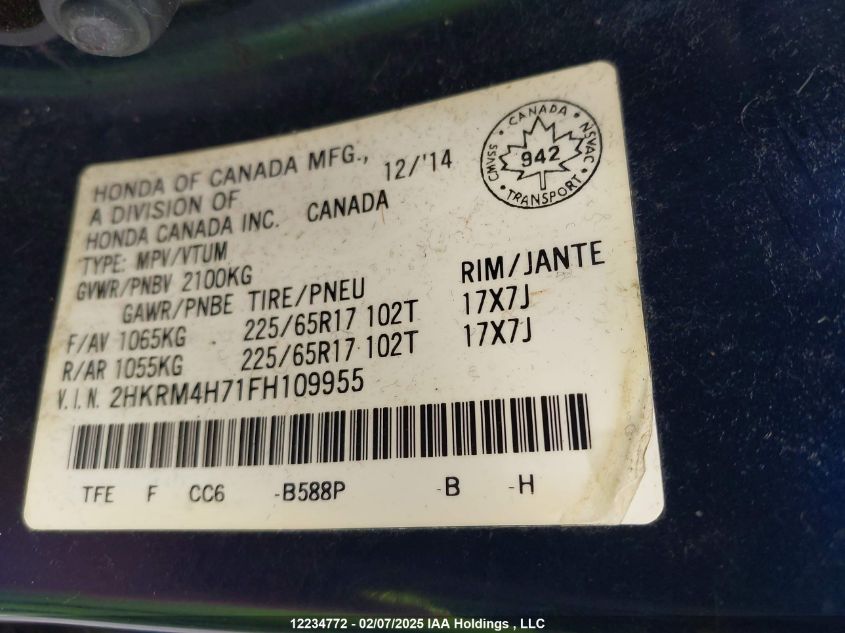 HONDA OF CANADA MFG., 12/'14
A DIVISION OF
HONDA CANADA INC. CANADA
TYPE: MPV/VTUM
GVWR/PNBV 2100KG
GAWR/PNBE TIRE/PNEU RIM/JANTE
F/AV 1065KG 225/65R17 102T 17X7J
R/AR 1055KG 225/65R17 102T 17X7J
V.I.N. 2HKRM4H71FH109955
TFE F CC6 -B588P -B -H
CANADA
CMVSS 942 NSVAC
TRANSPORT
12234772 - 02/07/2025 IAA Holdings , LLC